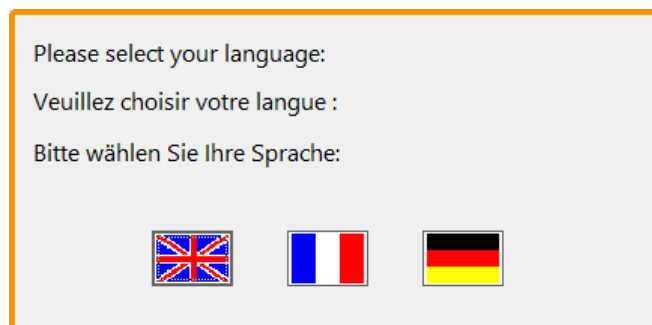 Please select your language:
Veuillez choisir votre langue :
Bitte wählen Sie Ihre Sprache: